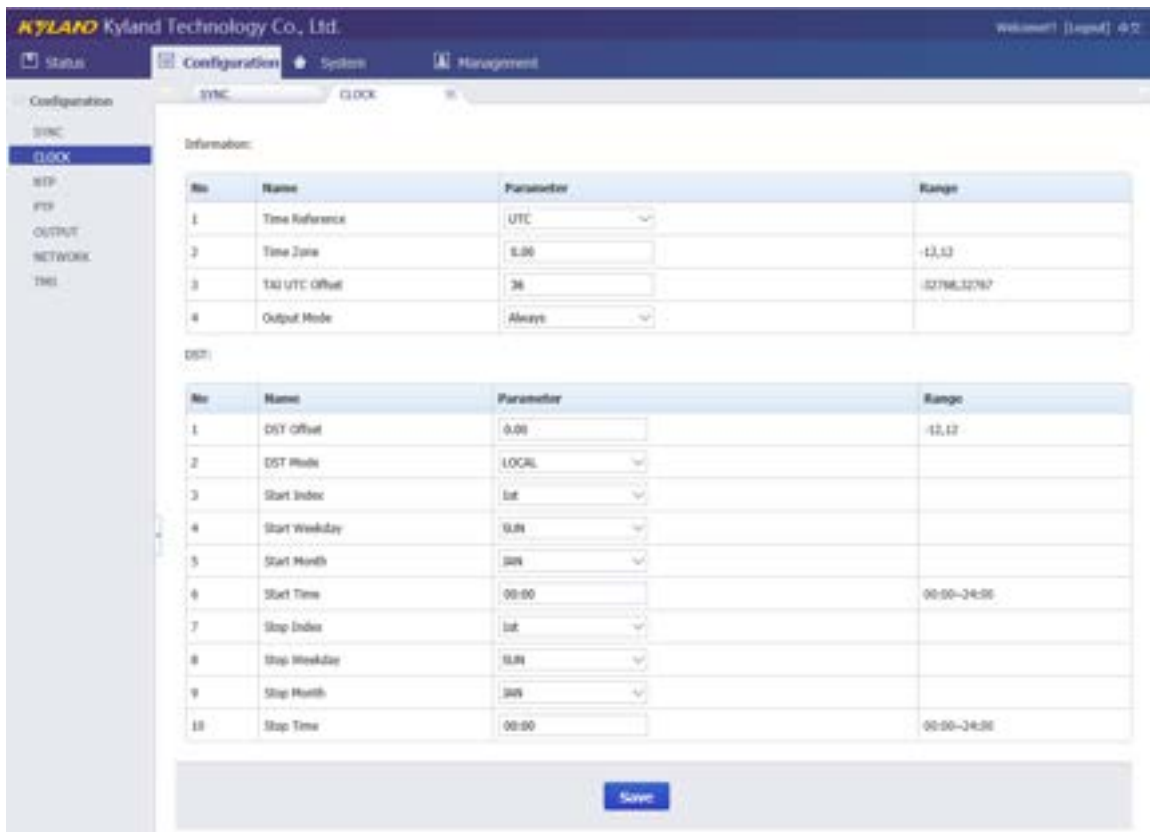 KYLAND Kyland Technology Co., Ltd.
Welcome!! [Logout] 中文
Status Configuration System Management
Configuration SYNC CLOCK
SYNC
CLOCK
NTP
PTP
OUTPUT
NETWORK
Information:
No Name Parameter Range
1 Time Reference UTC
2 Time Zone 0.00 -12,12
3 TAI UTC Offset 36 -32768,32767
4 Output Mode Always
DST:
No Name Parameter Range
1 DST Offset 0.00 -12,12
2 DST Mode LOCAL
3 Start Index 1st
4 Start Weekday SUN
5 Start Month JAN
6 Start Time 00:00 00:00~24:00
7 Stop Index 1st
8 Stop Weekday SUN
9 Stop Month JAN
10 Stop Time 00:00 00:00~24:00
Save